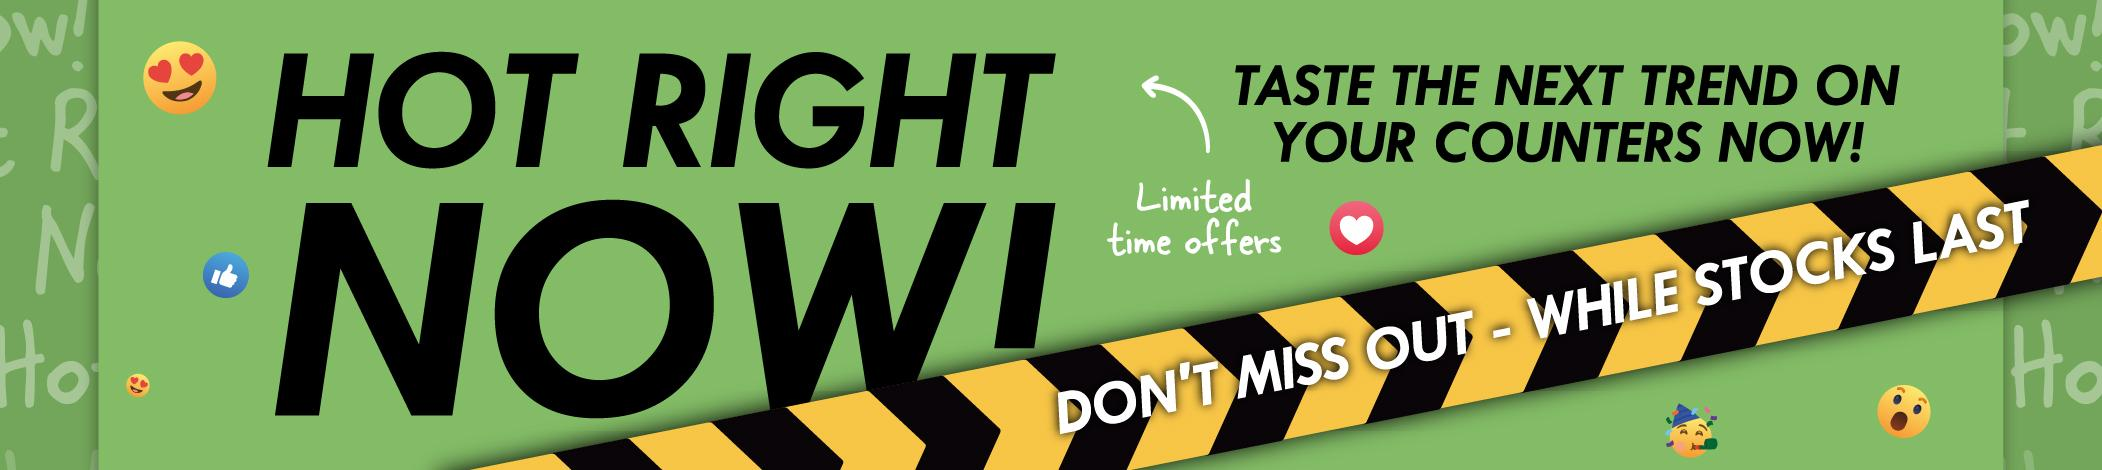 HOT RIGHT
NOW!
Limited
time offers
TASTE THE NEXT TREND ON
YOUR COUNTERS NOW!
DON'T MISS OUT - WHILE STOCKS LAST